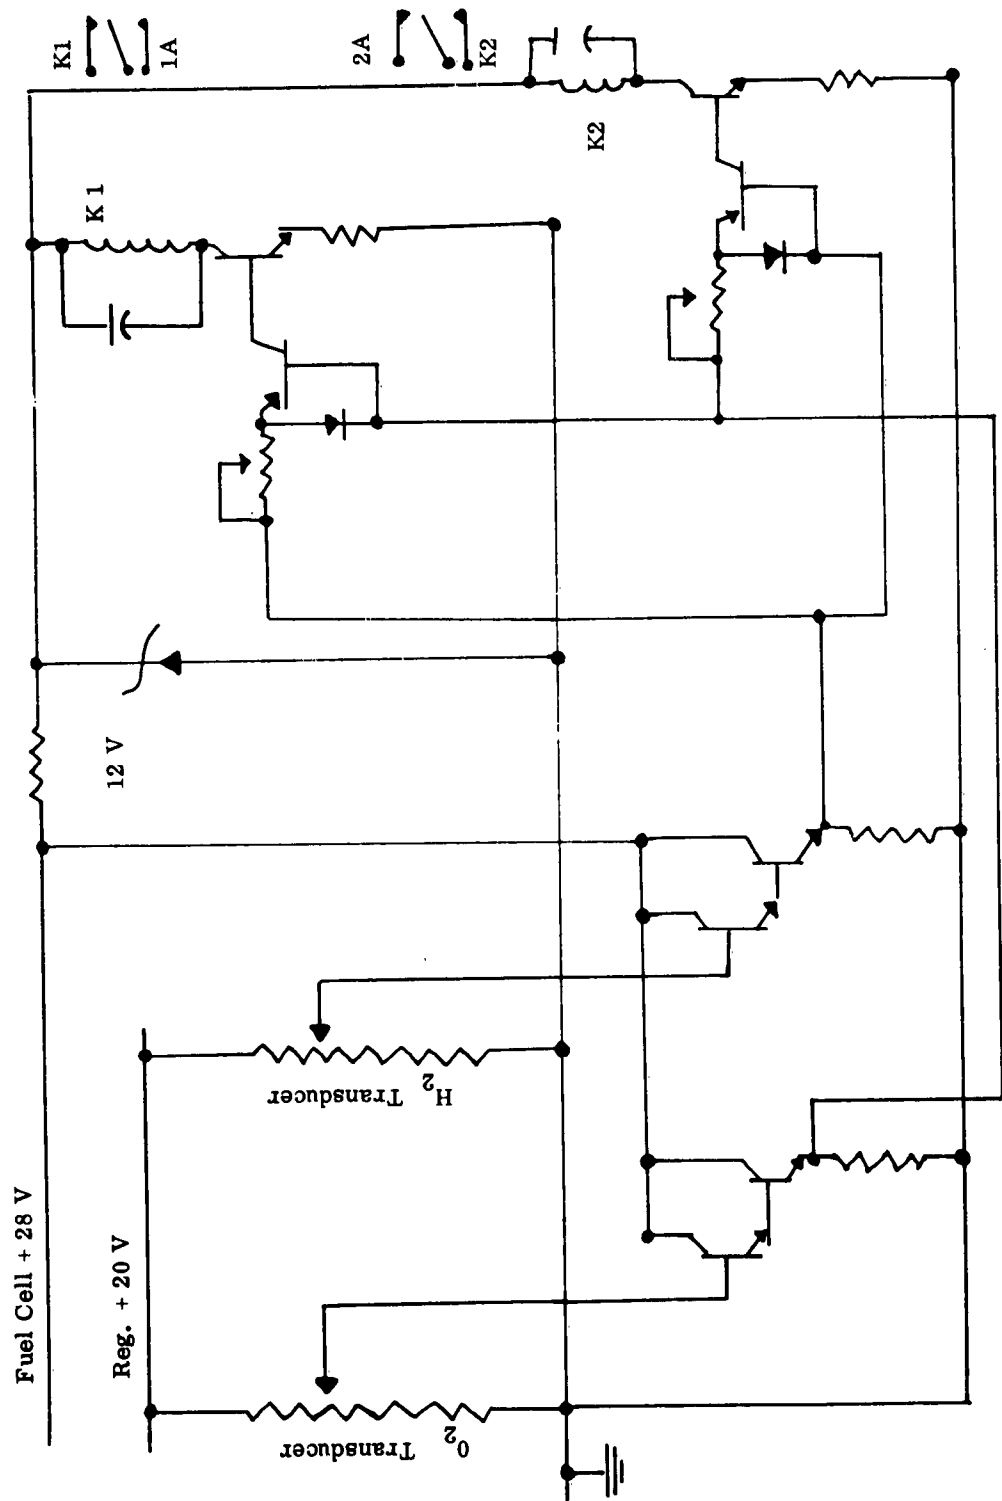 Fuel Cell + 28 V
Reg. + 20 V
O2
Transducer
H2
Transducer
12 V
K 1
K2
K1
1A
2A
K2